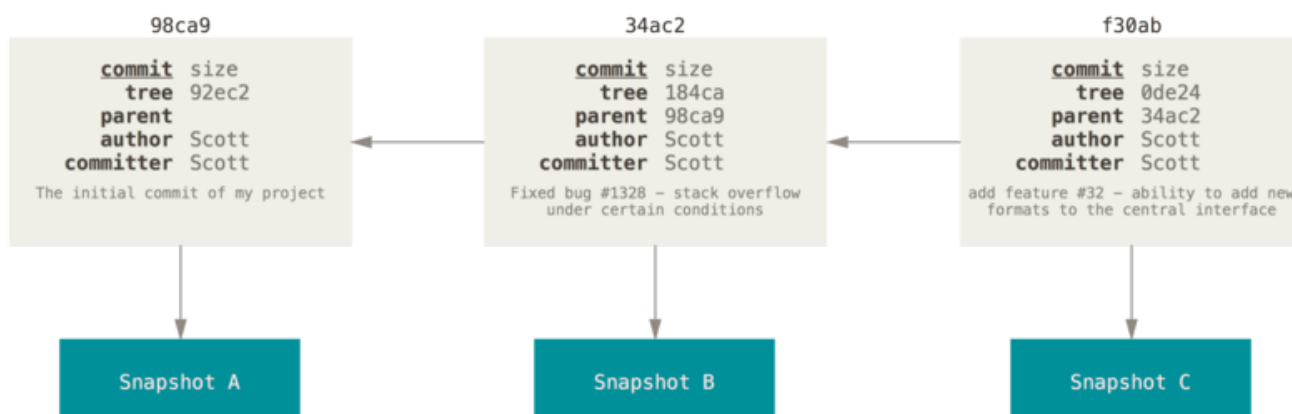 98ca9
commit size
tree 92ec2
parent
author Scott
committer Scott
The initial commit of my project
34ac2
commit size
tree 184ca
parent 98ca9
author Scott
committer Scott
Fixed bug #1328 – stack overflow
under certain conditions
f30ab
commit size
tree 0de24
parent 34ac2
author Scott
committer Scott
add feature #32 – ability to add new
formats to the central interface
Snapshot A
Snapshot B
Snapshot C